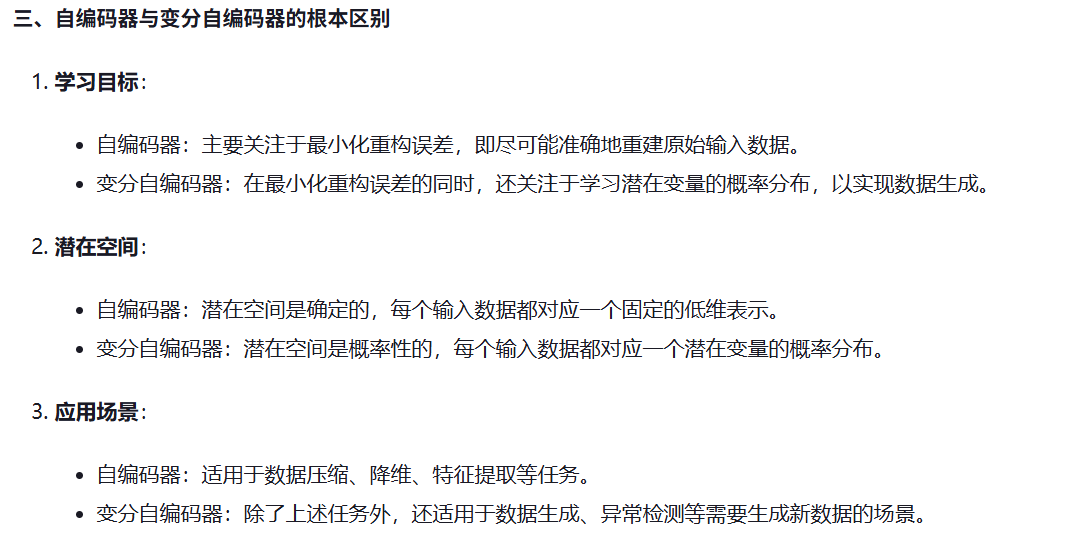 三、自编码器与变分自编码器的根本区别
1. 学习目标：
• 自编码器：主要关注于最小化重构误差，即尽可能准确地重建原始输入数据。
• 变分自编码器：在最小化重构误差的同时，还关注于学习潜在变量的概率分布，以实现数据生成。
2. 潜在空间：
• 自编码器：潜在空间是确定的，每个输入数据都对应一个固定的低维表示。
• 变分自编码器：潜在空间是概率性的，每个输入数据都对应一个潜在变量的概率分布。
3. 应用场景：
• 自编码器：适用于数据压缩、降维、特征提取等任务。
• 变分自编码器：除了上述任务外，还适用于数据生成、异常检测等需要生成新数据的场景。